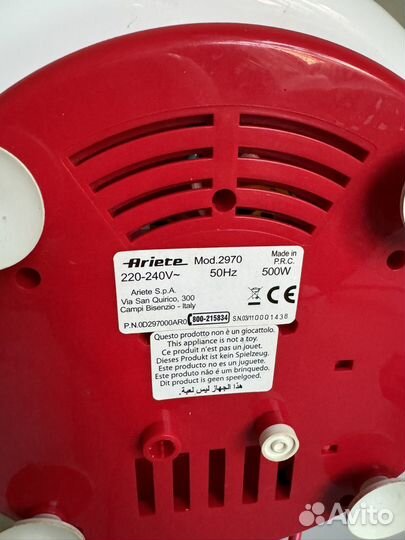 Ariete Mod.2970 Made in P.R.C.
220-240V~ 50Hz 500W
Ariete S.p.A.
Via San Quirico, 300
Campi Bisenzio - Italy
CE
P.N.0D297000AR0 800-215834 S.N.03/110001436
Questo prodotto non è un giocattolo.
This appliance is not a toy.
Ce produit n'est pas un jouet.
Dieses Produkt ist kein Spielzeug.
Este producto no es un juguete.
Este produto não é um brinquedo.
Dit product is geen speelgoed.
هذا الجهاز ليس لعبة.
Avito